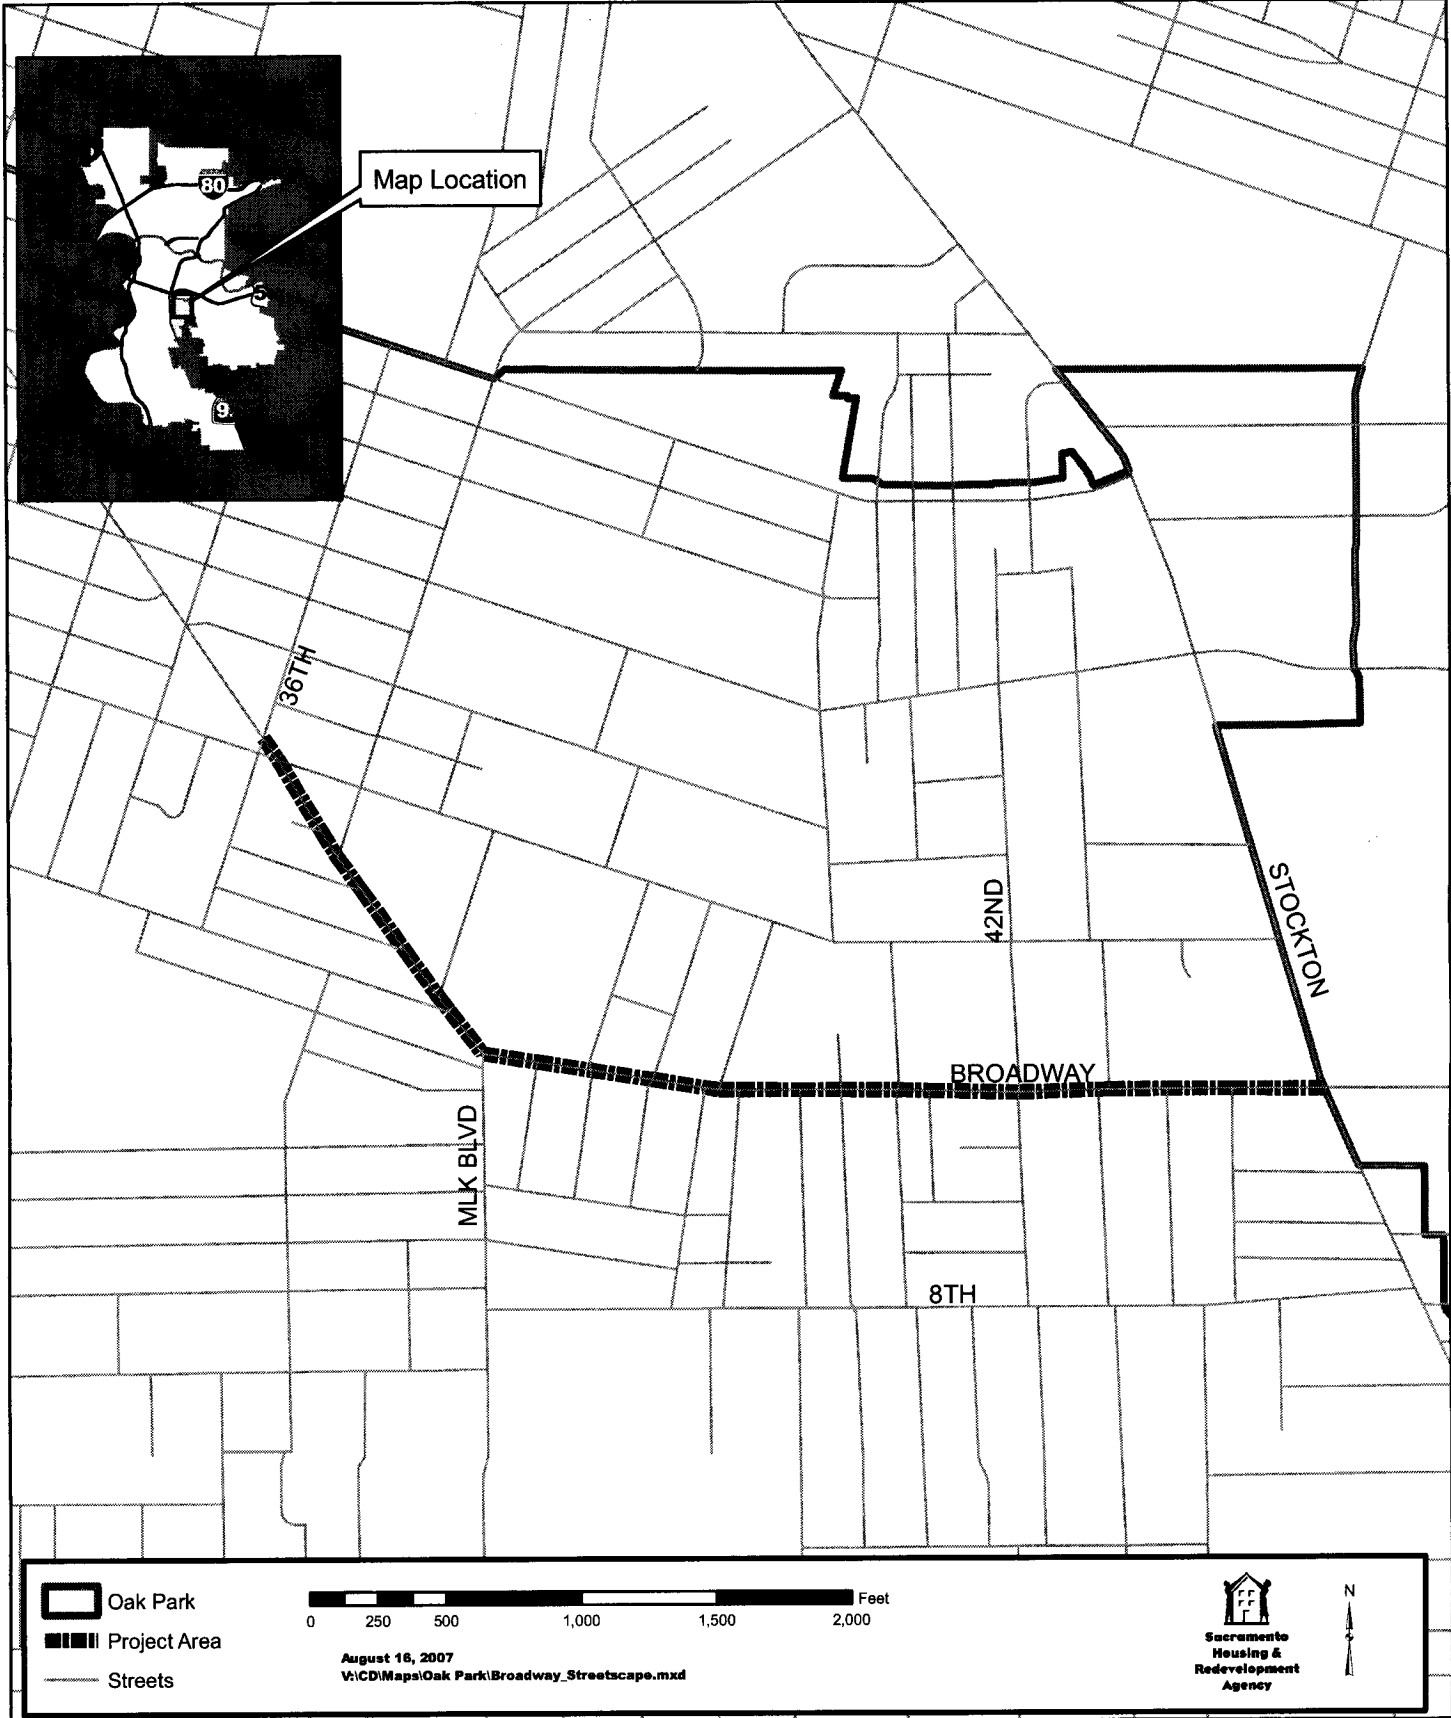 80
Map Location
5
9
36TH
42ND
STOCKTON
BROADWAY
MLK BLVD
8TH
Oak Park
Project Area
Streets
Feet
0 250 500 1,000 1,500 2,000
August 16, 2007
V:\CD\Maps\Oak Park\Broadway_Streetscape.mxd
Sacramento
Housing &
Redevelopment
Agency
N